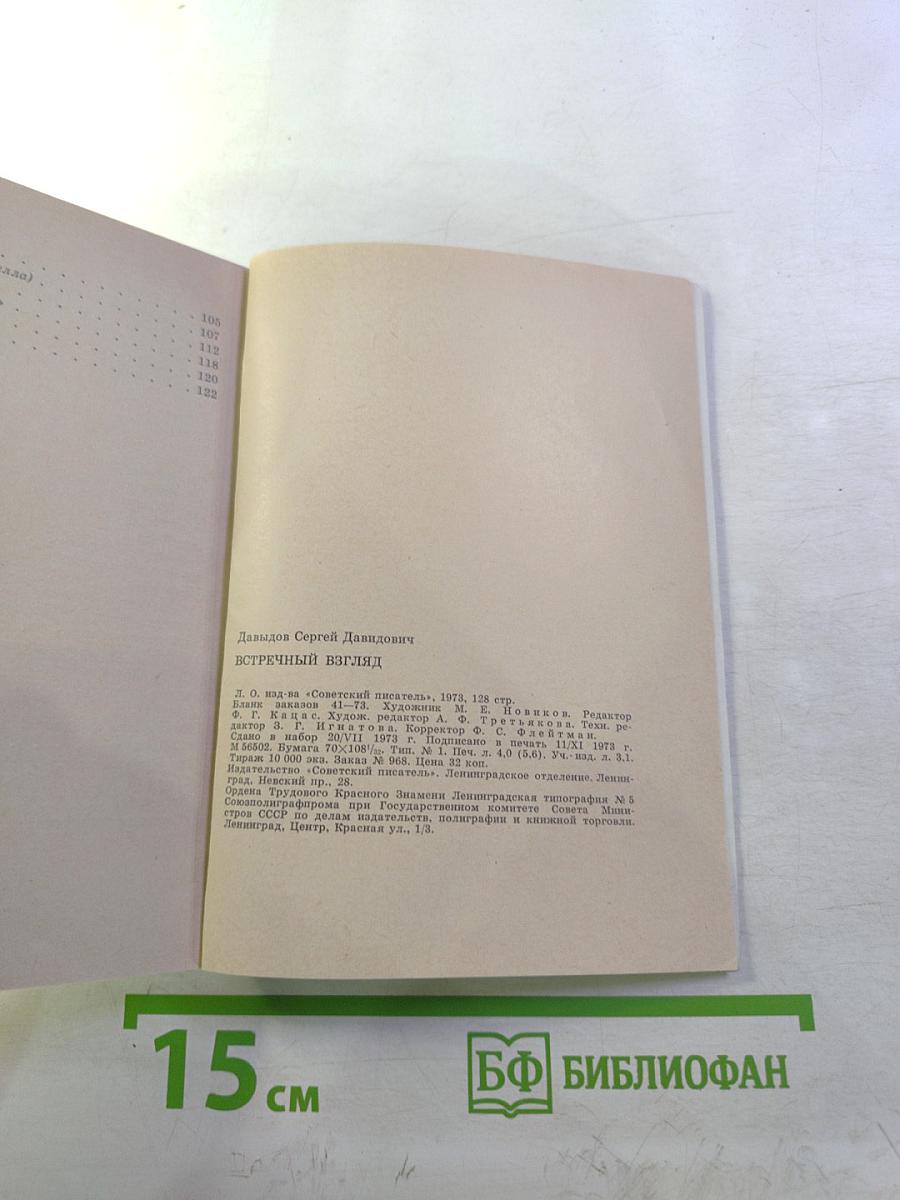 елла)
105
107
112
118
120
122
Давыдов Сергей Давидович
ВСТРЕЧНЫЙ ВЗГЛЯД
Л. О. изд-ва «Советский писатель», 1973, 128 стр.
Бланк заказов 41—73. Художник М. Е. Новиков. Редактор
Ф. Г. Кацас. Худож. редактор А. Ф. Третьякова. Техн. ре-
дактор З. Г. Игнатова. Корректор Ф. С. Флейтман.
Сдано в набор 20/VII 1973 г. Подписано в печать 11/XI 1973 г.
М 56502. Бумага 70×108¹/₃₂. Тип. № 1. Печ. л. 4,0 (5,6). Уч.-изд. л. 3.1.
Тираж 10 000 экз. Заказ № 968. Цена 32 коп.
Издательство «Советский писатель». Ленинградское отделение. Ленин-
град, Невский пр., 28.
Ордена Трудового Красного Знамени Ленинградская типография № 5
Союзполиграфпрома при Государственном комитете Совета Мини-
стров СССР по делам издательств, полиграфии и книжной торговли.
Ленинград, Центр, Красная ул., 1/3.
15 см
БФ БИБЛИОФАН